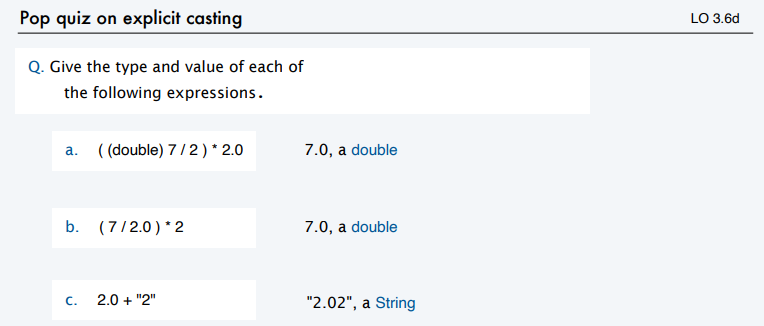 Pop quiz on explicit casting LO 3.6d
Q. Give the type and value of each of
the following expressions.
a. ( (double) 7 / 2 ) * 2.0 7.0, a double
b. ( 7 / 2.0 ) * 2 7.0, a double
c. 2.0 + "2" "2.02", a String